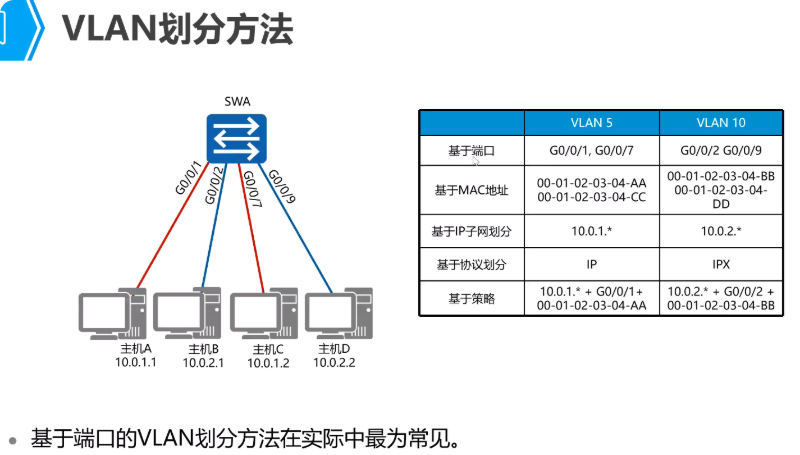 VLAN划分方法
SWA
G0/0/1
G0/0/2
G0/0/7
G0/0/9
主机A
10.0.1.1
主机B
10.0.2.1
主机C
10.0.1.2
主机D
10.0.2.2
VLAN 5
VLAN 10
基于端口
G0/0/1, G0/0/7
G0/0/2 G0/0/9
基于MAC地址
00-01-02-03-04-AA
00-01-02-03-04-CC
00-01-02-03-04-BB
00-01-02-03-04-
DD
基于IP子网划分
10.0.1.*
10.0.2.*
基于协议划分
IP
IPX
基于策略
10.0.1.* + G0/0/1+
00-01-02-03-04-AA
10.0.2.* + G0/0/2 +
00-01-02-03-04-BB
基于端口的VLAN划分方法在实际中最为常见。